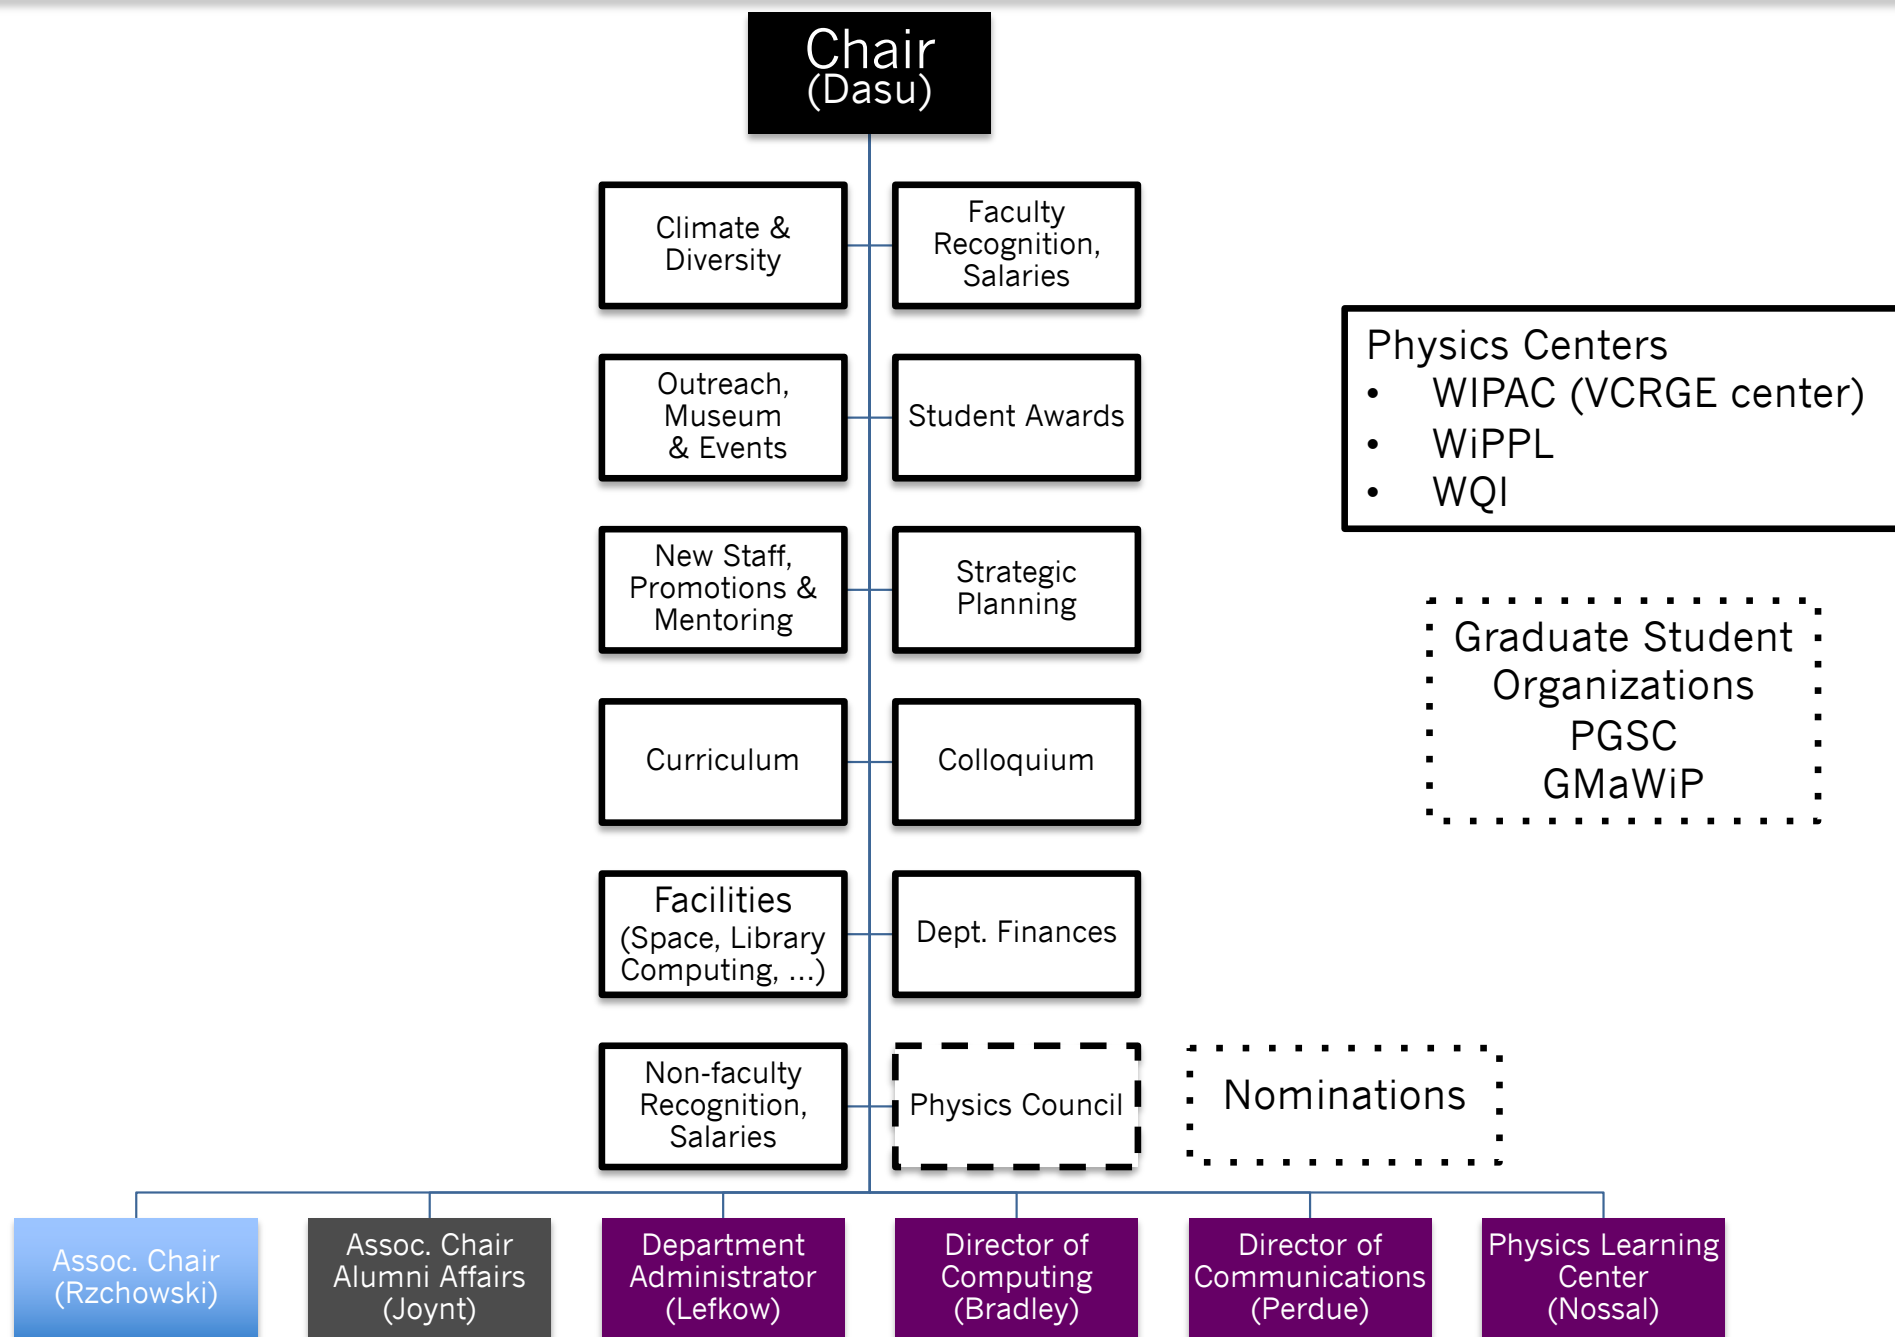 Chair
(Dasu)
Climate &
Diversity
Faculty
Recognition,
Salaries
Outreach,
Museum
& Events
Student Awards
New Staff,
Promotions &
Mentoring
Strategic
Planning
Curriculum
Colloquium
Facilities
(Space, Library
Computing, ...)
Dept. Finances
Non-faculty
Recognition,
Salaries
Physics Council
Nominations
Physics Centers
• WIPAC (VCRGE center)
• WiPPL
• WQI
Graduate Student
Organizations
PGSC
GMaWiP
Assoc. Chair
(Rzchowski)
Assoc. Chair
Alumni Affairs
(Joynt)
Department
Administrator
(Lefkow)
Director of
Computing
(Bradley)
Director of
Communications
(Perdue)
Physics Learning
Center
(Nossal)